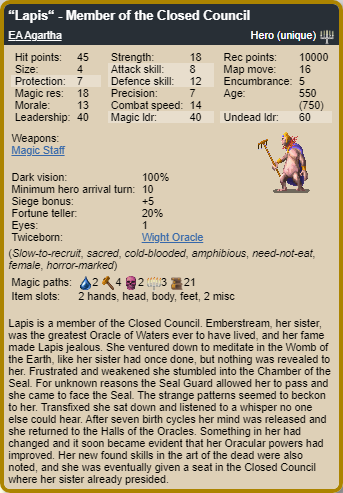 “Lapis“ - Member of the Closed Council
EA Agartha Hero (unique)
Hit points: 45 Strength: 18 Rec points: 10000
Size: 4 Attack skill: 8 Map move: 16
Protection: 7 Defence skill: 12 Encumbrance: 5
Magic res: 18 Precision: 7 Age: 550
Morale: 13 Combat speed: 14 (750)
Leadership: 40 Magic ldr: 40 Undead ldr: 60
Weapons:
Magic Staff
Dark vision: 100%
Minimum hero arrival turn: 10
Siege bonus: +5
Fortune teller: 20%
Eyes: 1
Twiceborn: Wight Oracle
(Slow-to-recruit, sacred, cold-blooded, amphibious, need-not-eat,
female, horror-marked)
Magic paths: 2 4 2 3 21
Item slots: 2 hands, head, body, feet, 2 misc
Lapis is a member of the Closed Council. Emberstream, her sister,
was the greatest Oracle of Waters ever to have lived, and her fame
made Lapis jealous. She ventured down to meditate in the Womb of
the Earth, like her sister had once done, but nothing was revealed to
her. Frustrated and weakened she stumbled into the Chamber of the
Seal. For unknown reasons the Seal Guard allowed her to pass and
she came to face the Seal. The strange patterns seemed to beckon
to her. Transfixed she sat down and listened to a whisper no one
else could hear. After seven birth cycles her mind was released and
she returned to the Halls of the Oracles. Something in her had
changed and it soon became evident that her Oracular powers had
improved. Her new found skills in the art of the dead were also
noted, and she was eventually given a seat in the Closed Council
where her sister already presided.